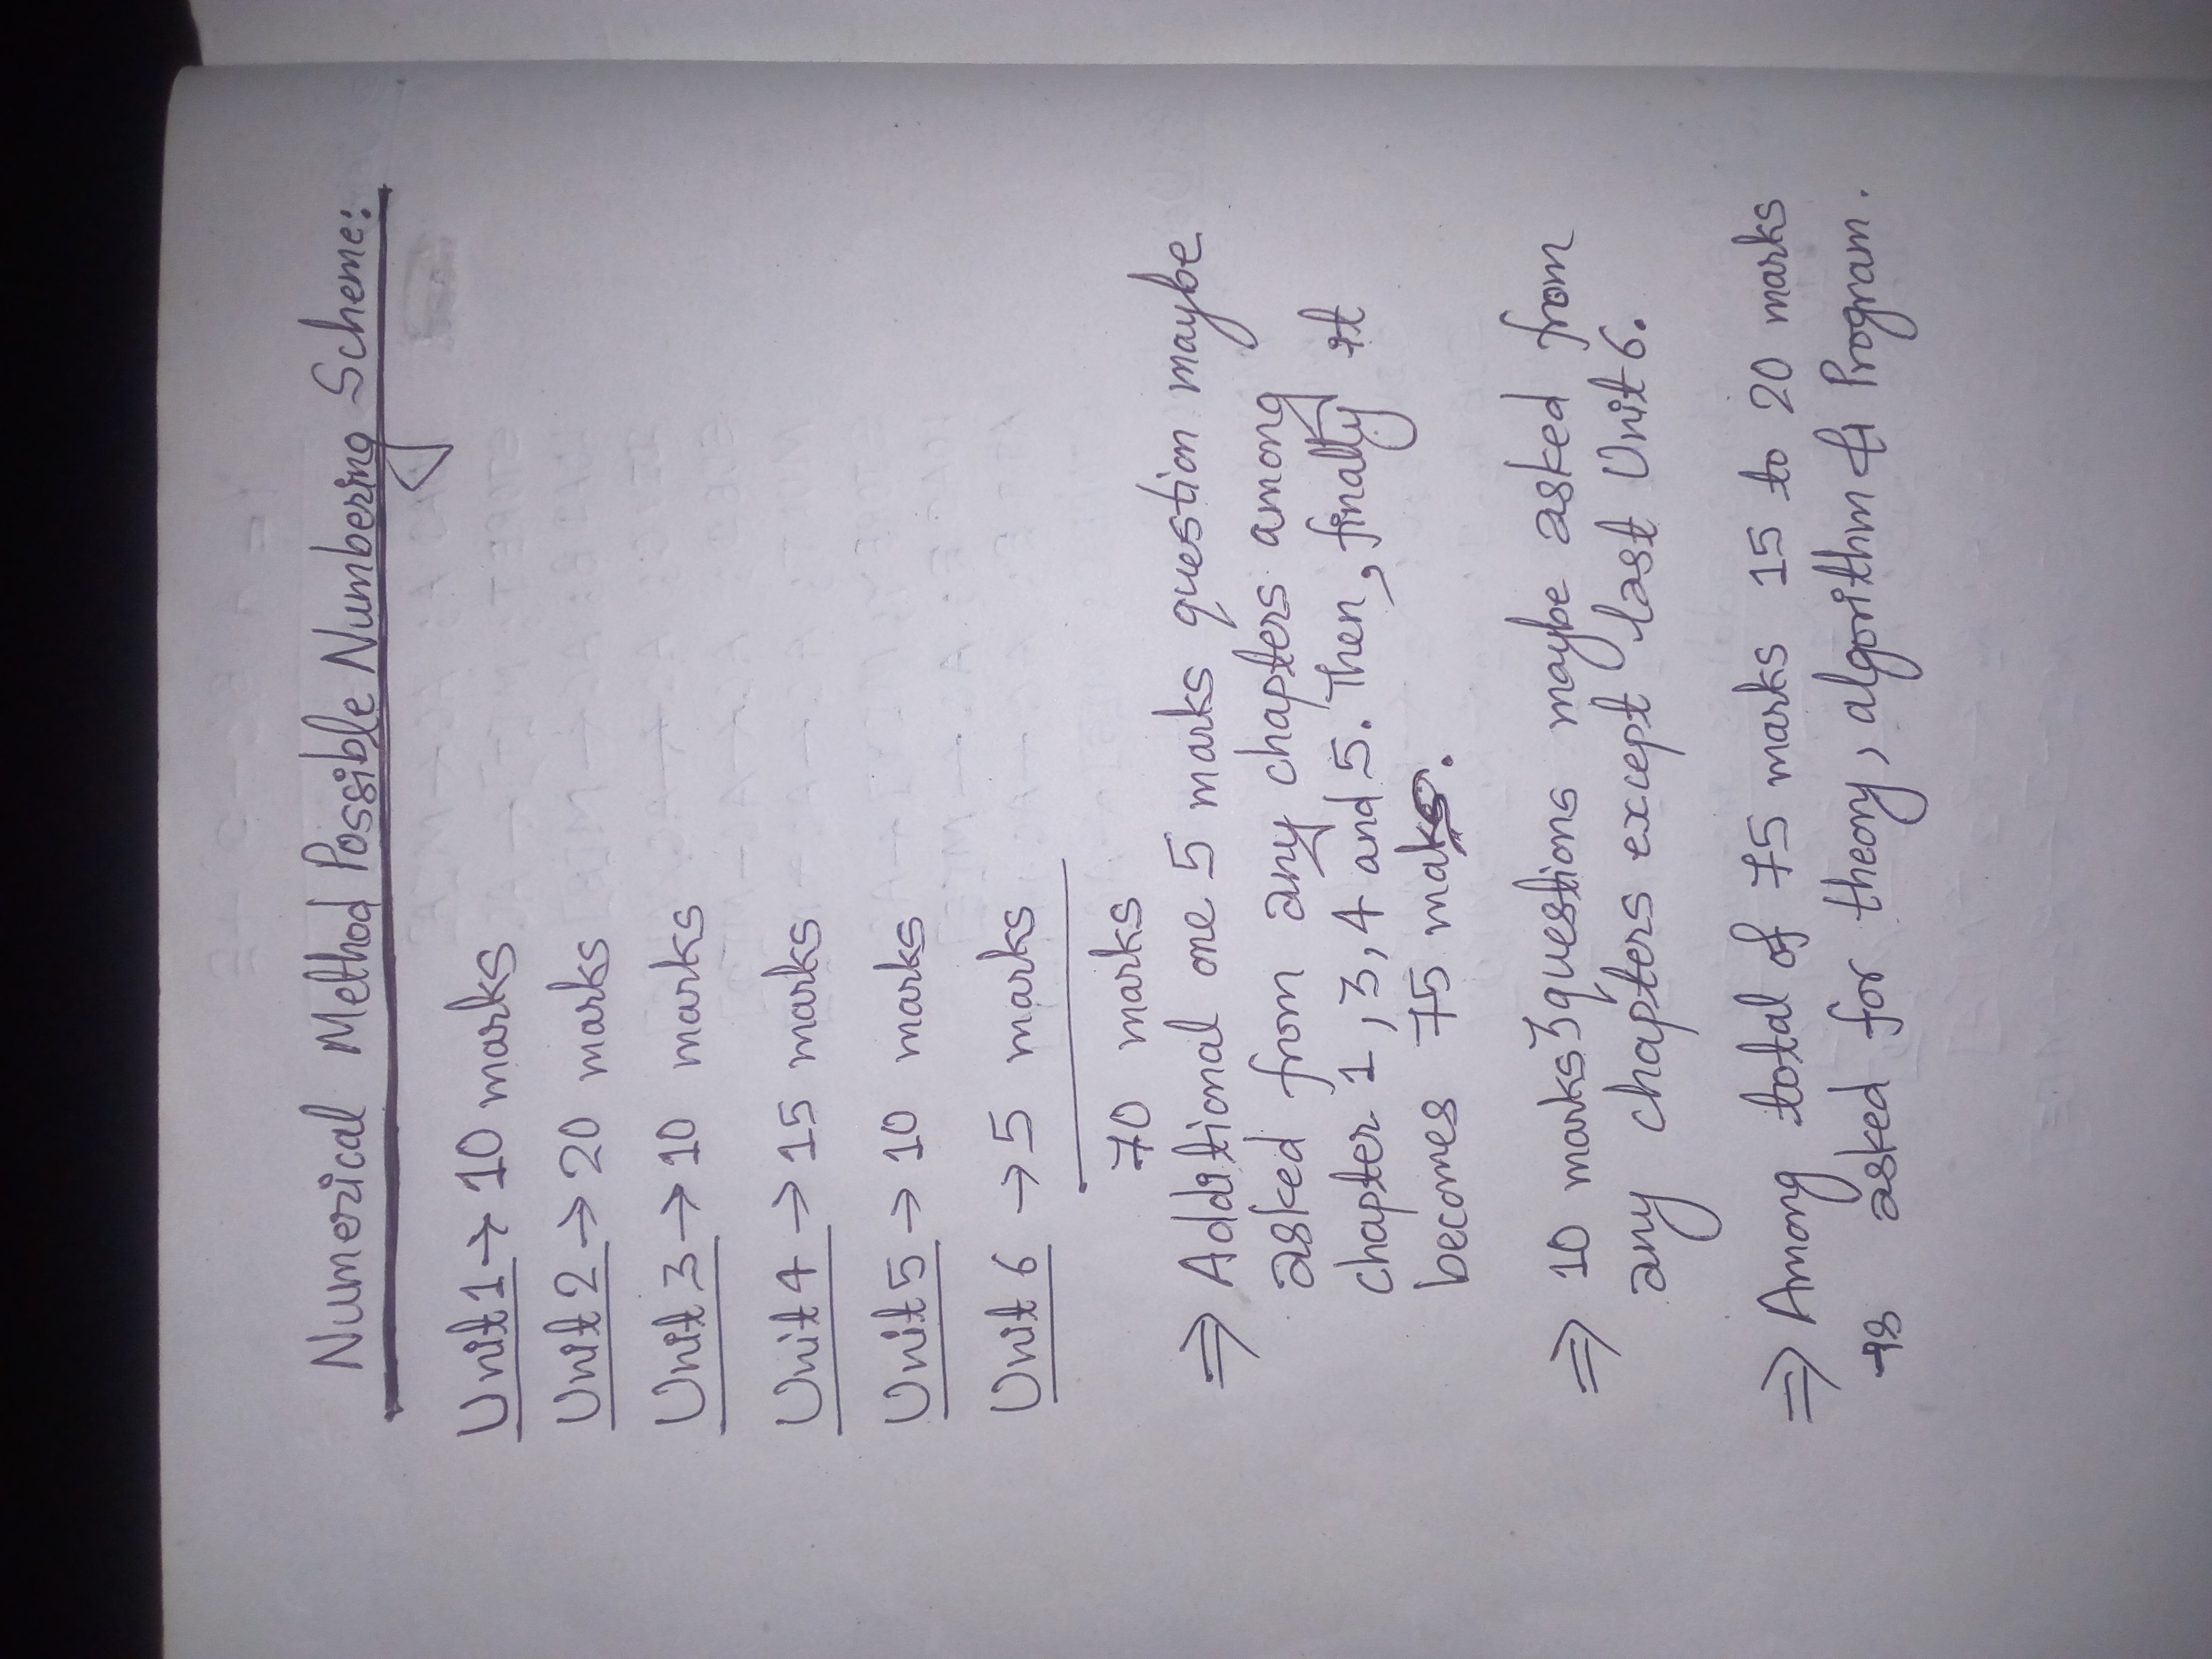 Numerical Method Possible Numbering Scheme:
Unit 1 → 10 marks
Unit 2 → 20 marks
Unit 3 → 10 marks
Unit 4 → 15 marks
Unit 5 → 10 marks
Unit 6 → 5 marks
70 marks
⇒ Additional one 5 marks question maybe
asked from any chapters among
chapter 1, 3, 4 and 5. Then, finally it
becomes 75 maks.
⇒ 10 marks 3 questions maybe asked from
any chapters except last Unit 6.
⇒ Among total of 75 marks 15 to 20 marks
is asked for theory, algorithm & Program.